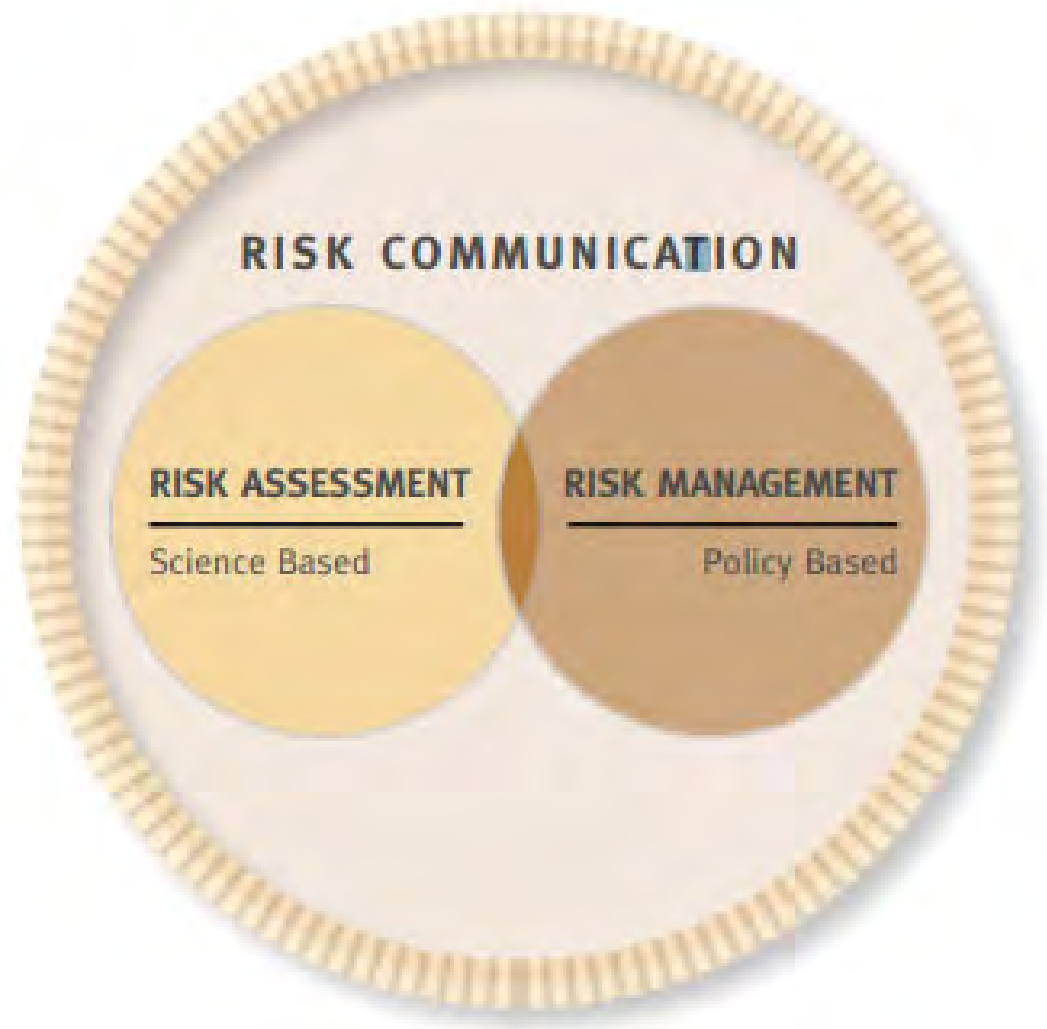 RISK COMMUNICATION
RISK ASSESSMENT
Science Based
RISK MANAGEMENT
Policy Based